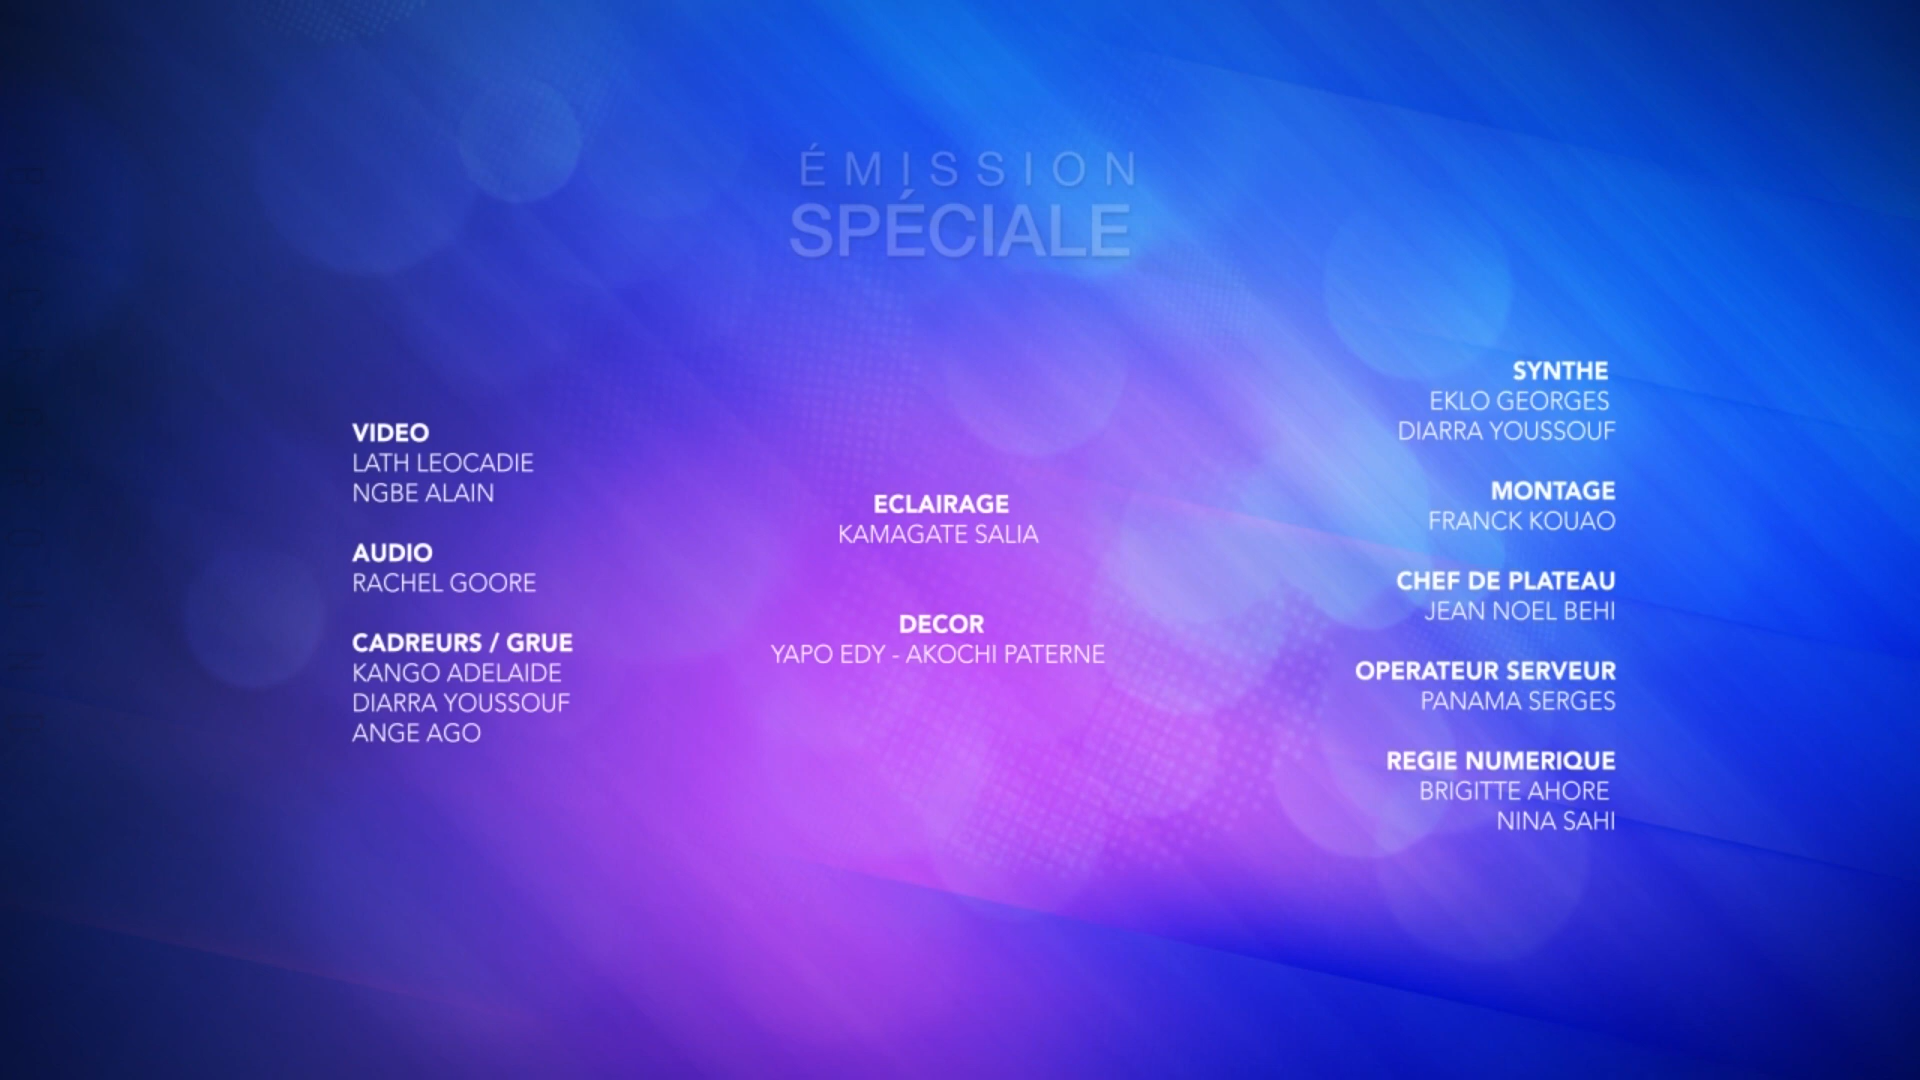 ÉMISSION
SPÉCIALE
VIDEO
LATH LEOCADIE
NGBE ALAIN
AUDIO
RACHEL GOORE
CADREURS / GRUE
KANGO ADELAIDE
DIARRA YOUSSOUF
ANGE AGO
ECLAIRAGE
KAMAGATE SALIA
DECOR
YAPO EDY - AKOCHI PATERNE
SYNTHE
EKLO GEORGES
DIARRA YOUSSOUF
MONTAGE
FRANCK KOUAO
CHEF DE PLATEAU
JEAN NOEL BEHI
OPERATEUR SERVEUR
PANAMA SERGES
REGIE NUMERIQUE
BRIGITTE AHORE
NINA SAHI